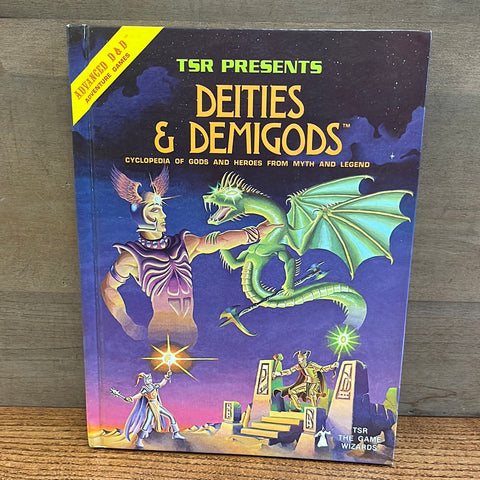 ADVANCED D&D™
ADVENTURE GAMES
TSR PRESENTS
DEITIES
& DEMIGODS™
CYCLOPEDIA OF GODS AND HEROES FROM MYTH AND LEGEND
TSR
THE GAME
WIZARDS